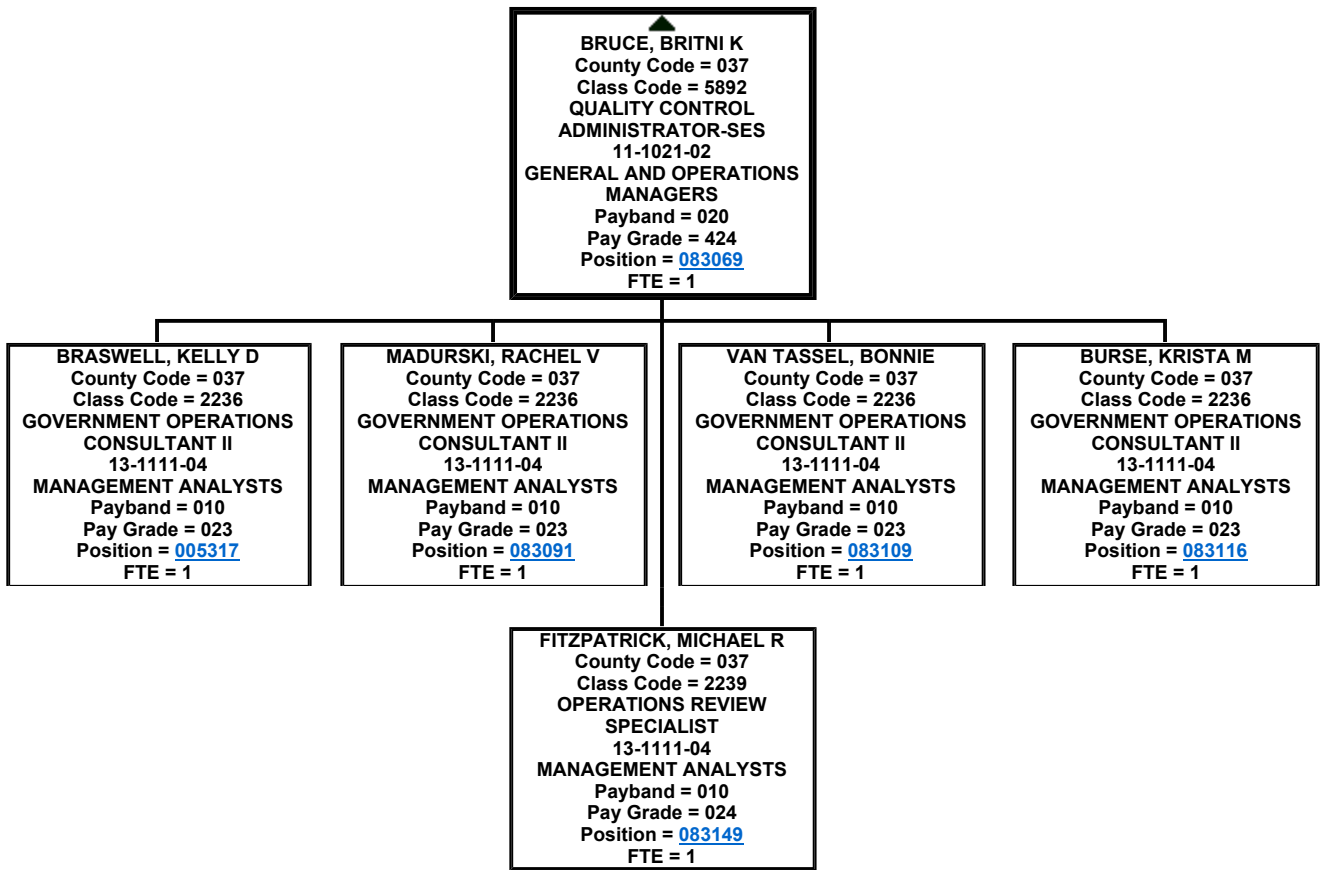 BRUCE, BRITNI K
County Code = 037
Class Code = 5892
QUALITY CONTROL
ADMINISTRATOR-SES
11-1021-02
GENERAL AND OPERATIONS
MANAGERS
Payband = 020
Pay Grade = 424
Position = 083069
FTE = 1
BRASWELL, KELLY D
County Code = 037
Class Code = 2236
GOVERNMENT OPERATIONS
CONSULTANT II
13-1111-04
MANAGEMENT ANALYSTS
Payband = 010
Pay Grade = 023
Position = 005317
FTE = 1
MADURSKI, RACHEL V
County Code = 037
Class Code = 2236
GOVERNMENT OPERATIONS
CONSULTANT II
13-1111-04
MANAGEMENT ANALYSTS
Payband = 010
Pay Grade = 023
Position = 083091
FTE = 1
VAN TASSEL, BONNIE
County Code = 037
Class Code = 2236
GOVERNMENT OPERATIONS
CONSULTANT II
13-1111-04
MANAGEMENT ANALYSTS
Payband = 010
Pay Grade = 023
Position = 083109
FTE = 1
BURSE, KRISTA M
County Code = 037
Class Code = 2236
GOVERNMENT OPERATIONS
CONSULTANT II
13-1111-04
MANAGEMENT ANALYSTS
Payband = 010
Pay Grade = 023
Position = 083116
FTE = 1
FITZPATRICK, MICHAEL R
County Code = 037
Class Code = 2239
OPERATIONS REVIEW
SPECIALIST
13-1111-04
MANAGEMENT ANALYSTS
Payband = 010
Pay Grade = 024
Position = 083149
FTE = 1